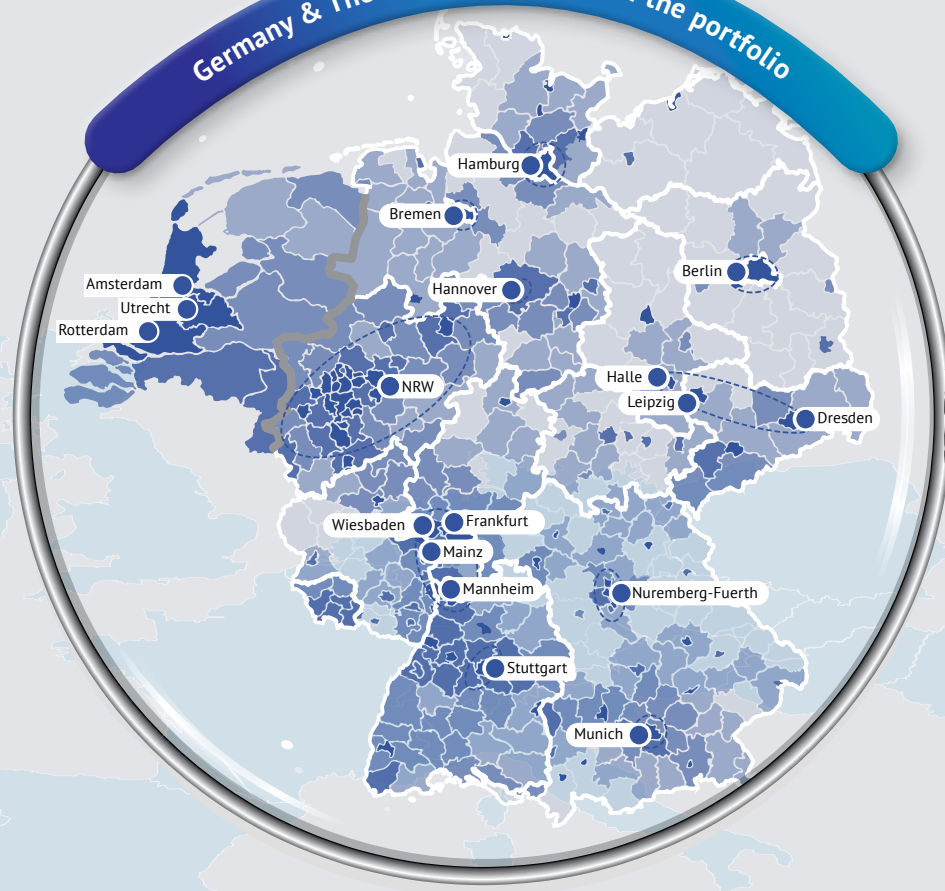 Germany & The
the portfolio
Hamburg
Bremen
Berlin
Amsterdam
Hannover
Utrecht
Rotterdam
Halle
NRW
Leipzig
Dresden
Wiesbaden
Frankfurt
Mainz
Mannheim
Nuremberg-Fuerth
Stuttgart
Munich